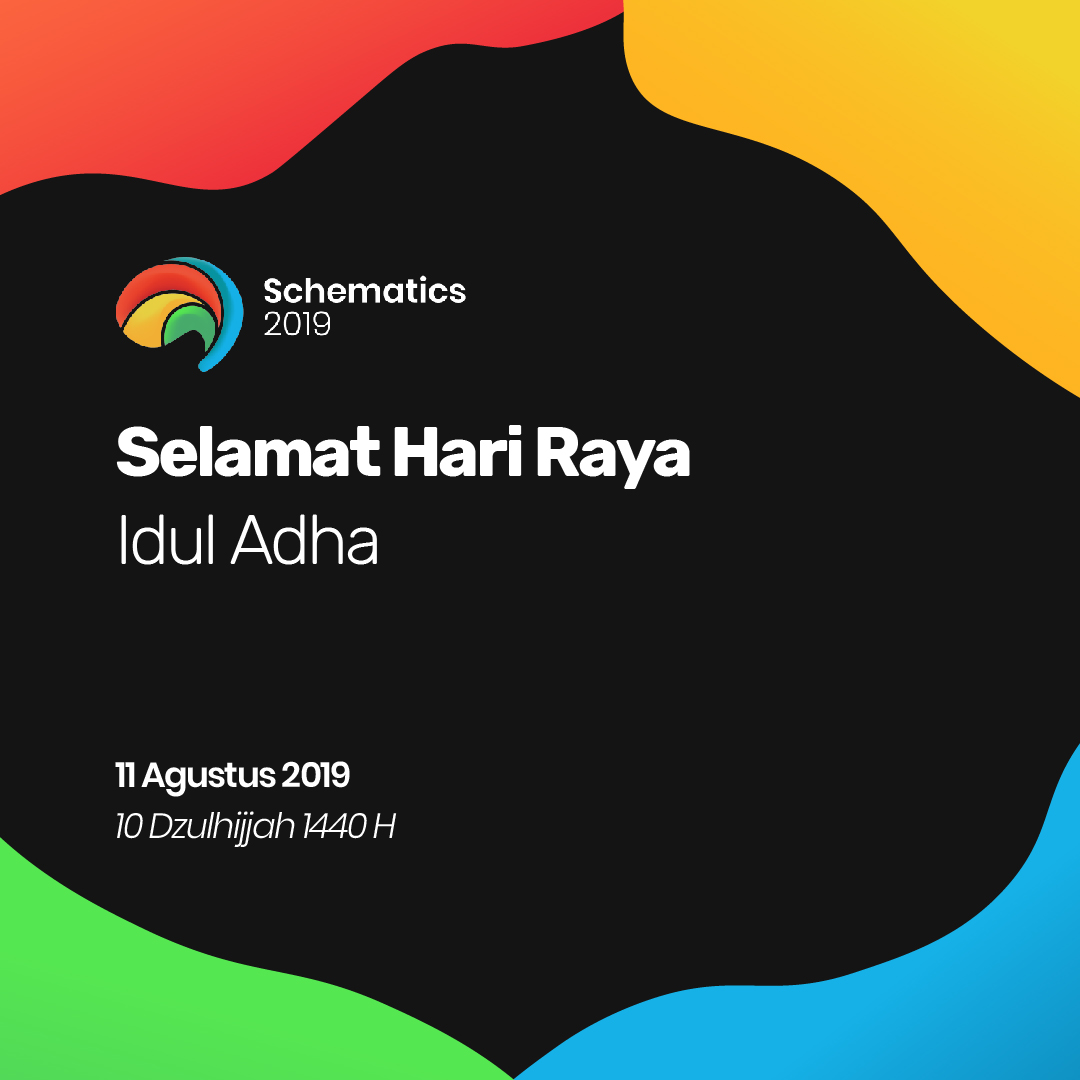 Schematics
2019
Selamat Hari Raya
Idul Adha
11 Agustus 2019
10 Dzulhijjah 1440 H